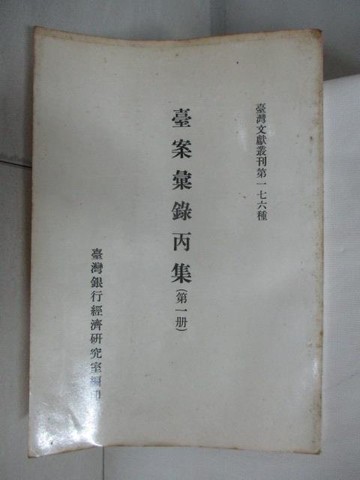 臺灣文獻叢刊第一七六種
臺案彙錄丙集(第一册)
臺灣銀行經濟研究室編印